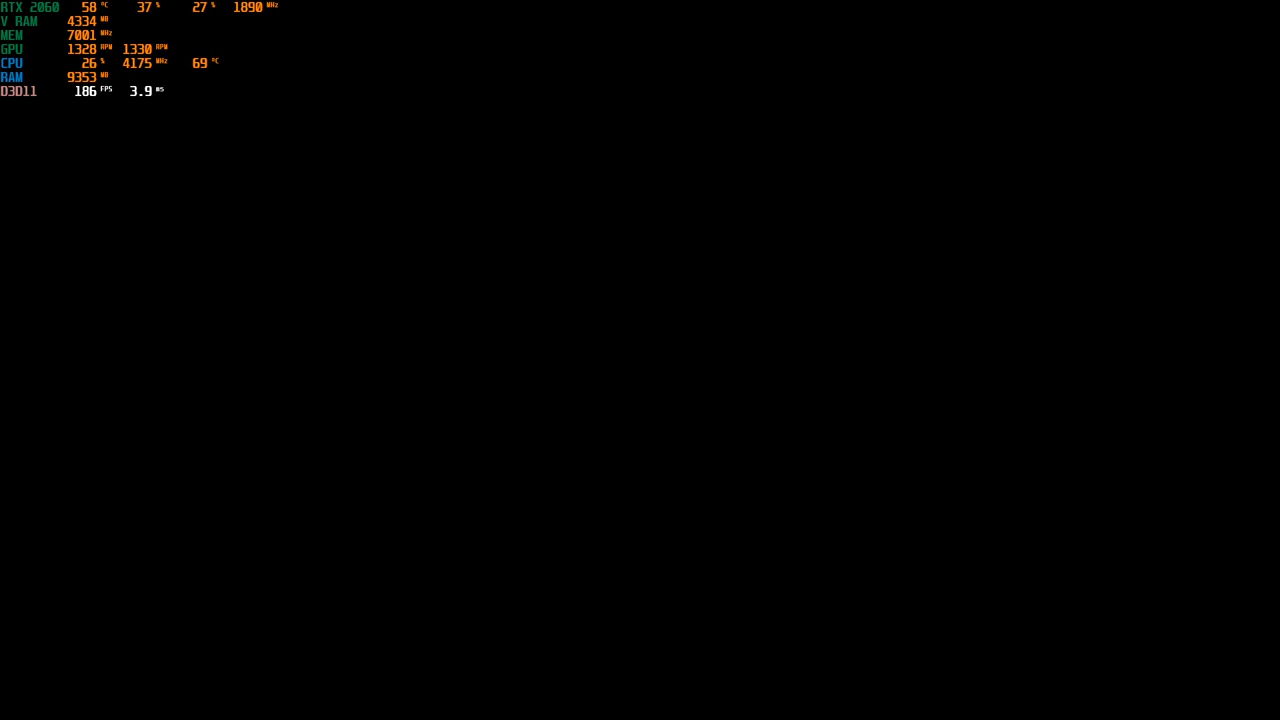 RTX 2060 58 °C 37 % 27 % 1890 MHz
V RAM 4334 MB
MEM 7001 MHz
GPU 1328 RPM 1330 RPM
CPU 26 % 4175 MHz 69 °C
RAM 9353 MB
D3D11 186 FPS 3.9 ms